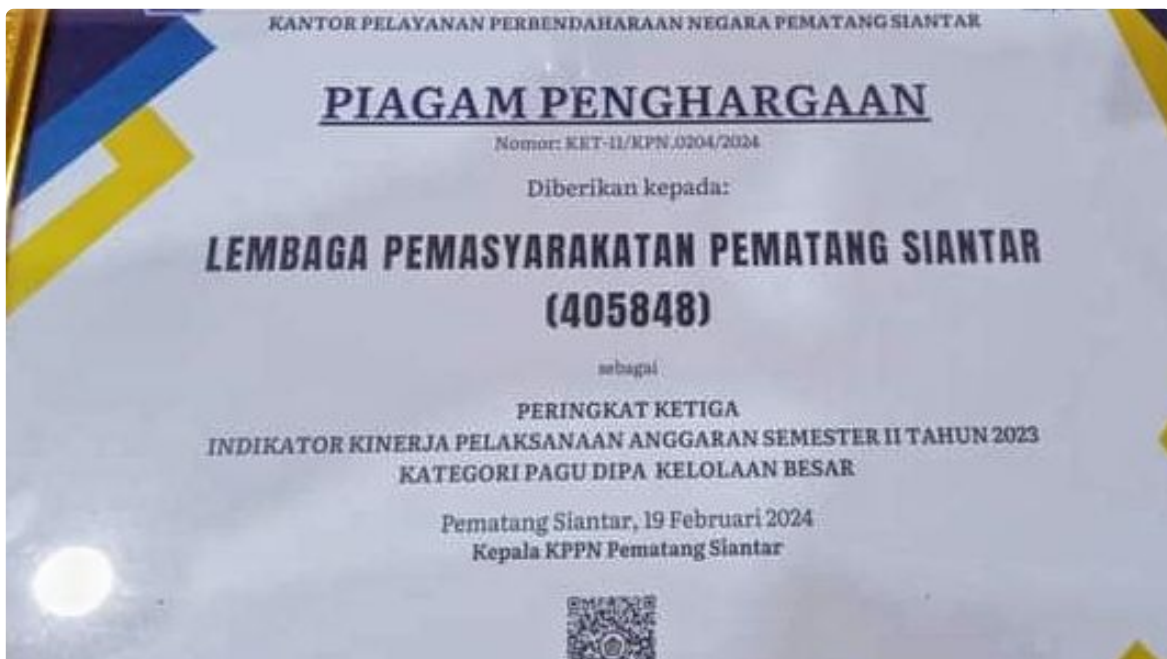 KANTOR PELAYANAN PERBENDAHARAAN NEGARA PEMATANG SIANTAR
PIAGAM PENGHARGAAN
Nomor: KET-11/KPN.0204/2024
Diberikan kepada:
LEMBAGA PEMASYARAKATAN PEMATANG SIANTAR
(405848)
sebagai
PERINGKAT KETIGA
INDIKATOR KINERJA PELAKSANAAN ANGGARAN SEMESTER II TAHUN 2023
KATEGORI PAGU DIPA KELOLAAN BESAR
Pematang Siantar, 19 Februari 2024
Kepala KPPN Pematang Siantar